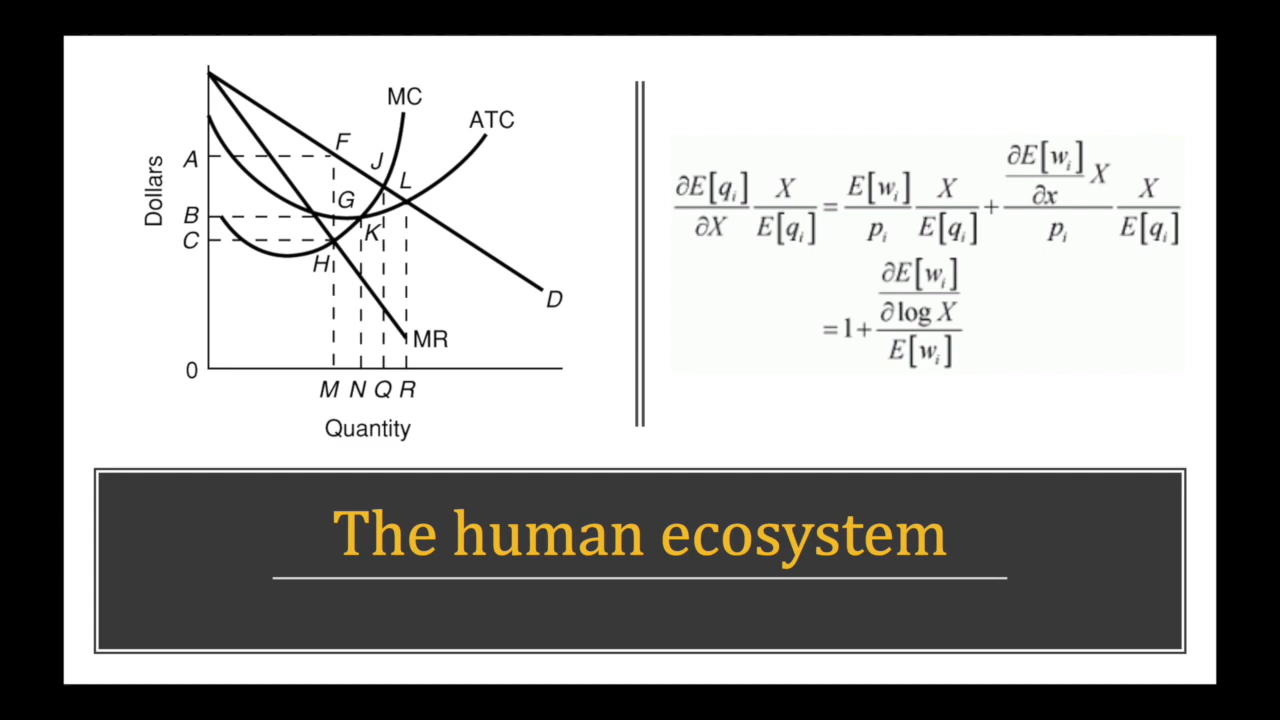 MC
ATC
F
J
A
L
Dollars
G
B
K
C
H
D
MR
0
M N Q R
Quantity
∂E[qᵢ]/∂X X/E[qᵢ] = E[wᵢ]/pᵢ X/E[qᵢ] + (∂E[wᵢ]/∂x X)/pᵢ X/E[qᵢ]
= 1 + (∂E[wᵢ]/∂log X)/E[wᵢ]
The human ecosystem